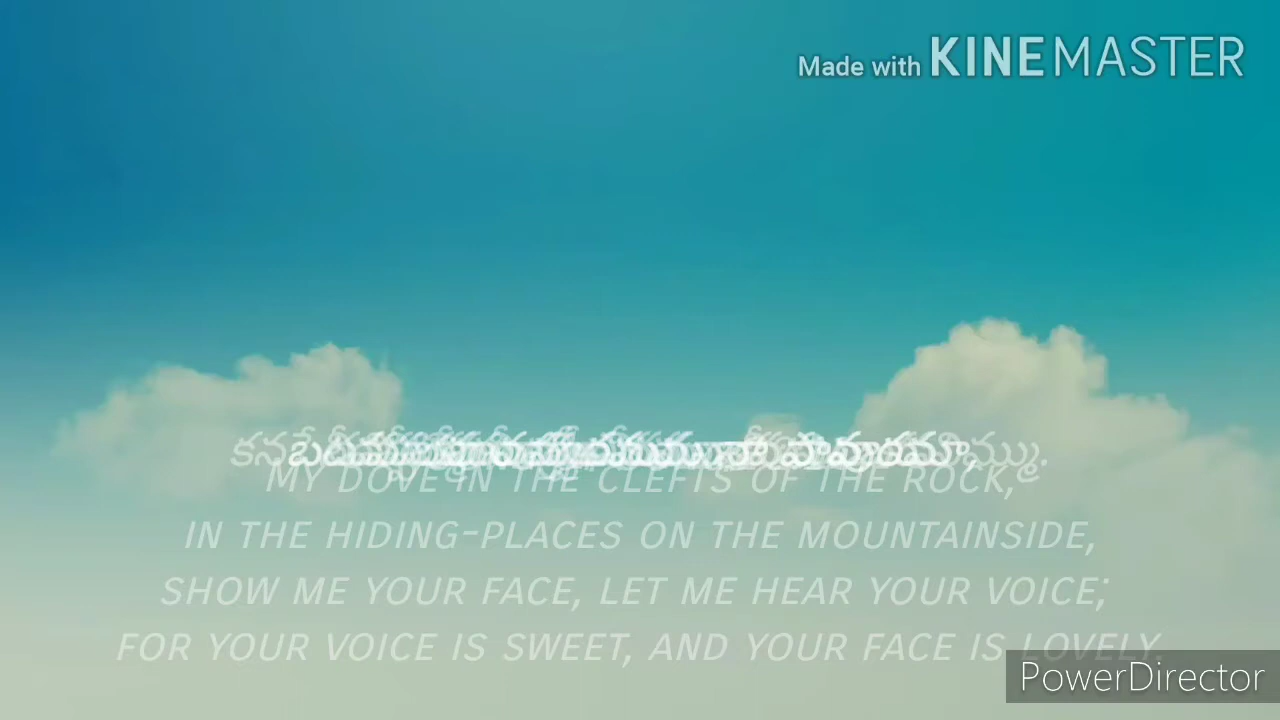 Made with KINEMASTER
MY DOVE IN THE CLEFTS OF THE ROCK,
IN THE HIDING-PLACES ON THE MOUNTAINSIDE,
SHOW ME YOUR FACE, LET ME HEAR YOUR VOICE;
FOR YOUR VOICE IS SWEET, AND YOUR FACE IS LOVELY.
PowerDirector